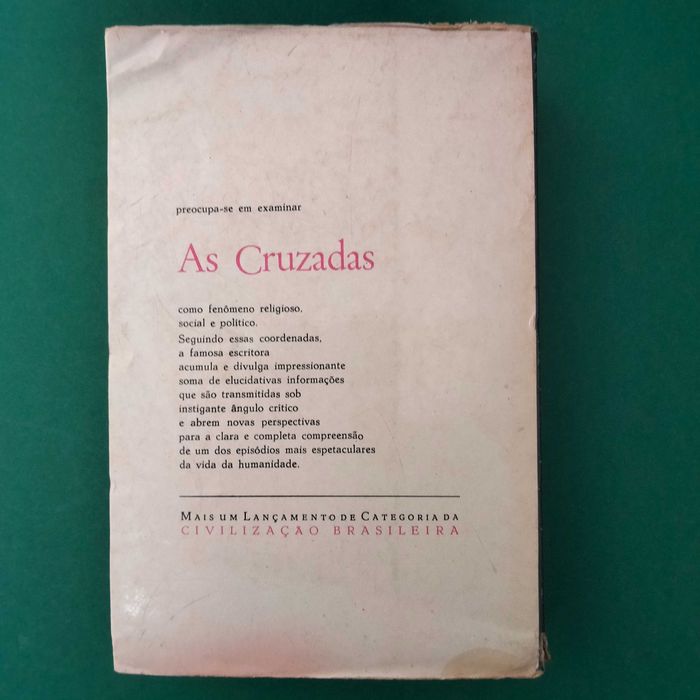 preocupa-se em examinar
As Cruzadas
como fenômeno religioso,
social e político.
Seguindo essas coordenadas,
a famosa escritora
acumula e divulga impressionante
soma de elucidativas informações
que são transmitidas sob
instigante ângulo crítico
e abrem novas perspectivas
para a clara e completa compreensão
de um dos episódios mais espetaculares
da vida da humanidade.
MAIS UM LANÇAMENTO DE CATEGORIA DA
CIVILIZAÇÃO BRASILEIRA